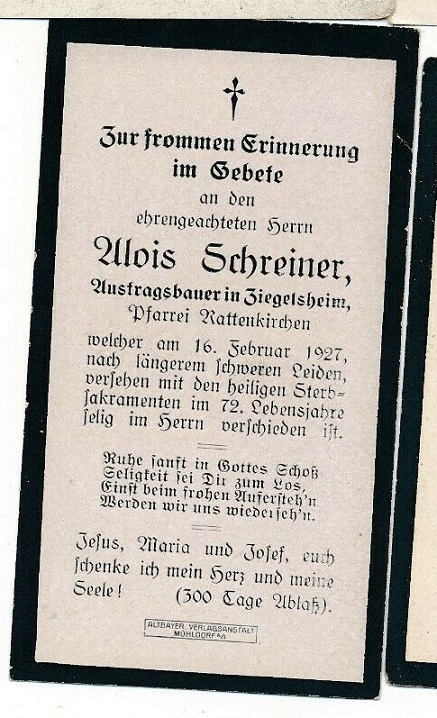 Zur frommen Erinnerung
im Gebete
an den
ehrengeachteten Herrn
Alois Schreiner,
Austragsbauer in Ziegelsheim,
Pfarrei Rattenkirchen
welcher am 16. Februar 1927,
nach längerem schweren Leiden,
versehen mit den heiligen Sterb-
sakramenten im 72. Lebensjahre
selig im Herrn verschieden ist.
Ruhe sanft in Gottes Schoß
Seligkeit sei Dir zum Los,
Einst beim frohen Aufersteh'n
Werden wir uns wiederseh'n.
Jesus, Maria und Josef, euch
schenke ich mein Herz und meine
Seele! (300 Tage Ablaß).
ALTBAYER. VERLAGSANSTALT
MÜHLDORF a/I.